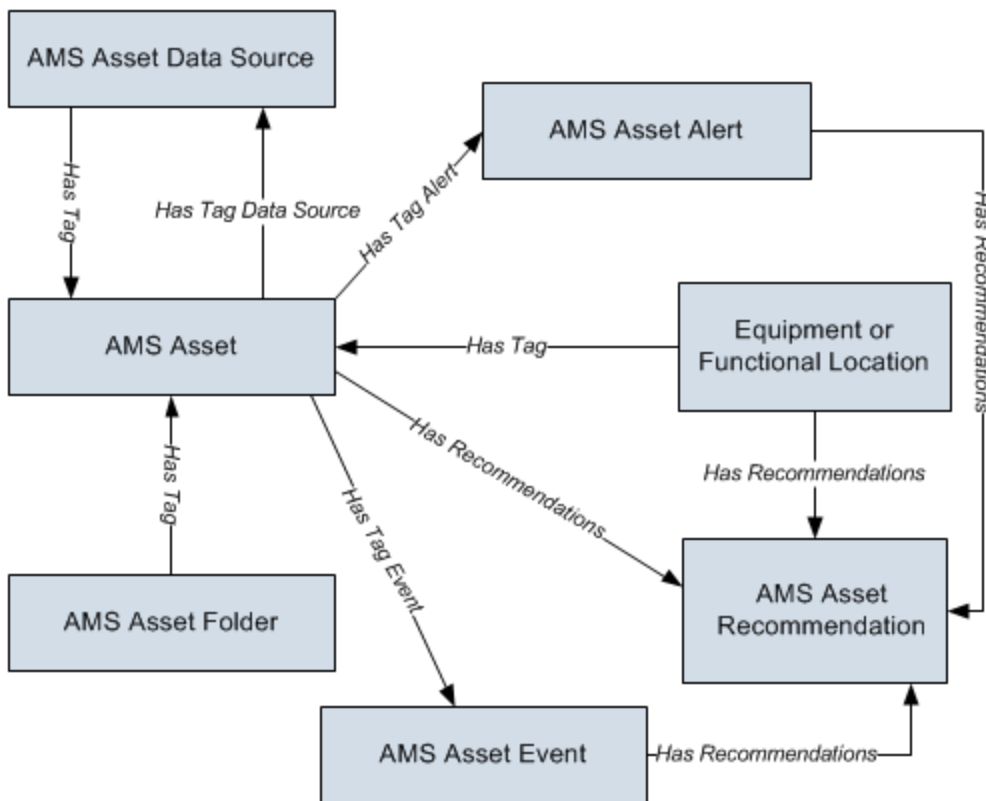 AMS Asset Data Source
AMS Asset Alert
Has Tag
Has Tag Data Source
Has Tag Alert
Has Recommendations
AMS Asset
Has Tag
Equipment or
Functional Location
Has Recommendations
Has Recommendations
Has Tag
Has Tag Event
AMS Asset Folder
AMS Asset
Recommendation
AMS Asset Event
Has Recommendations